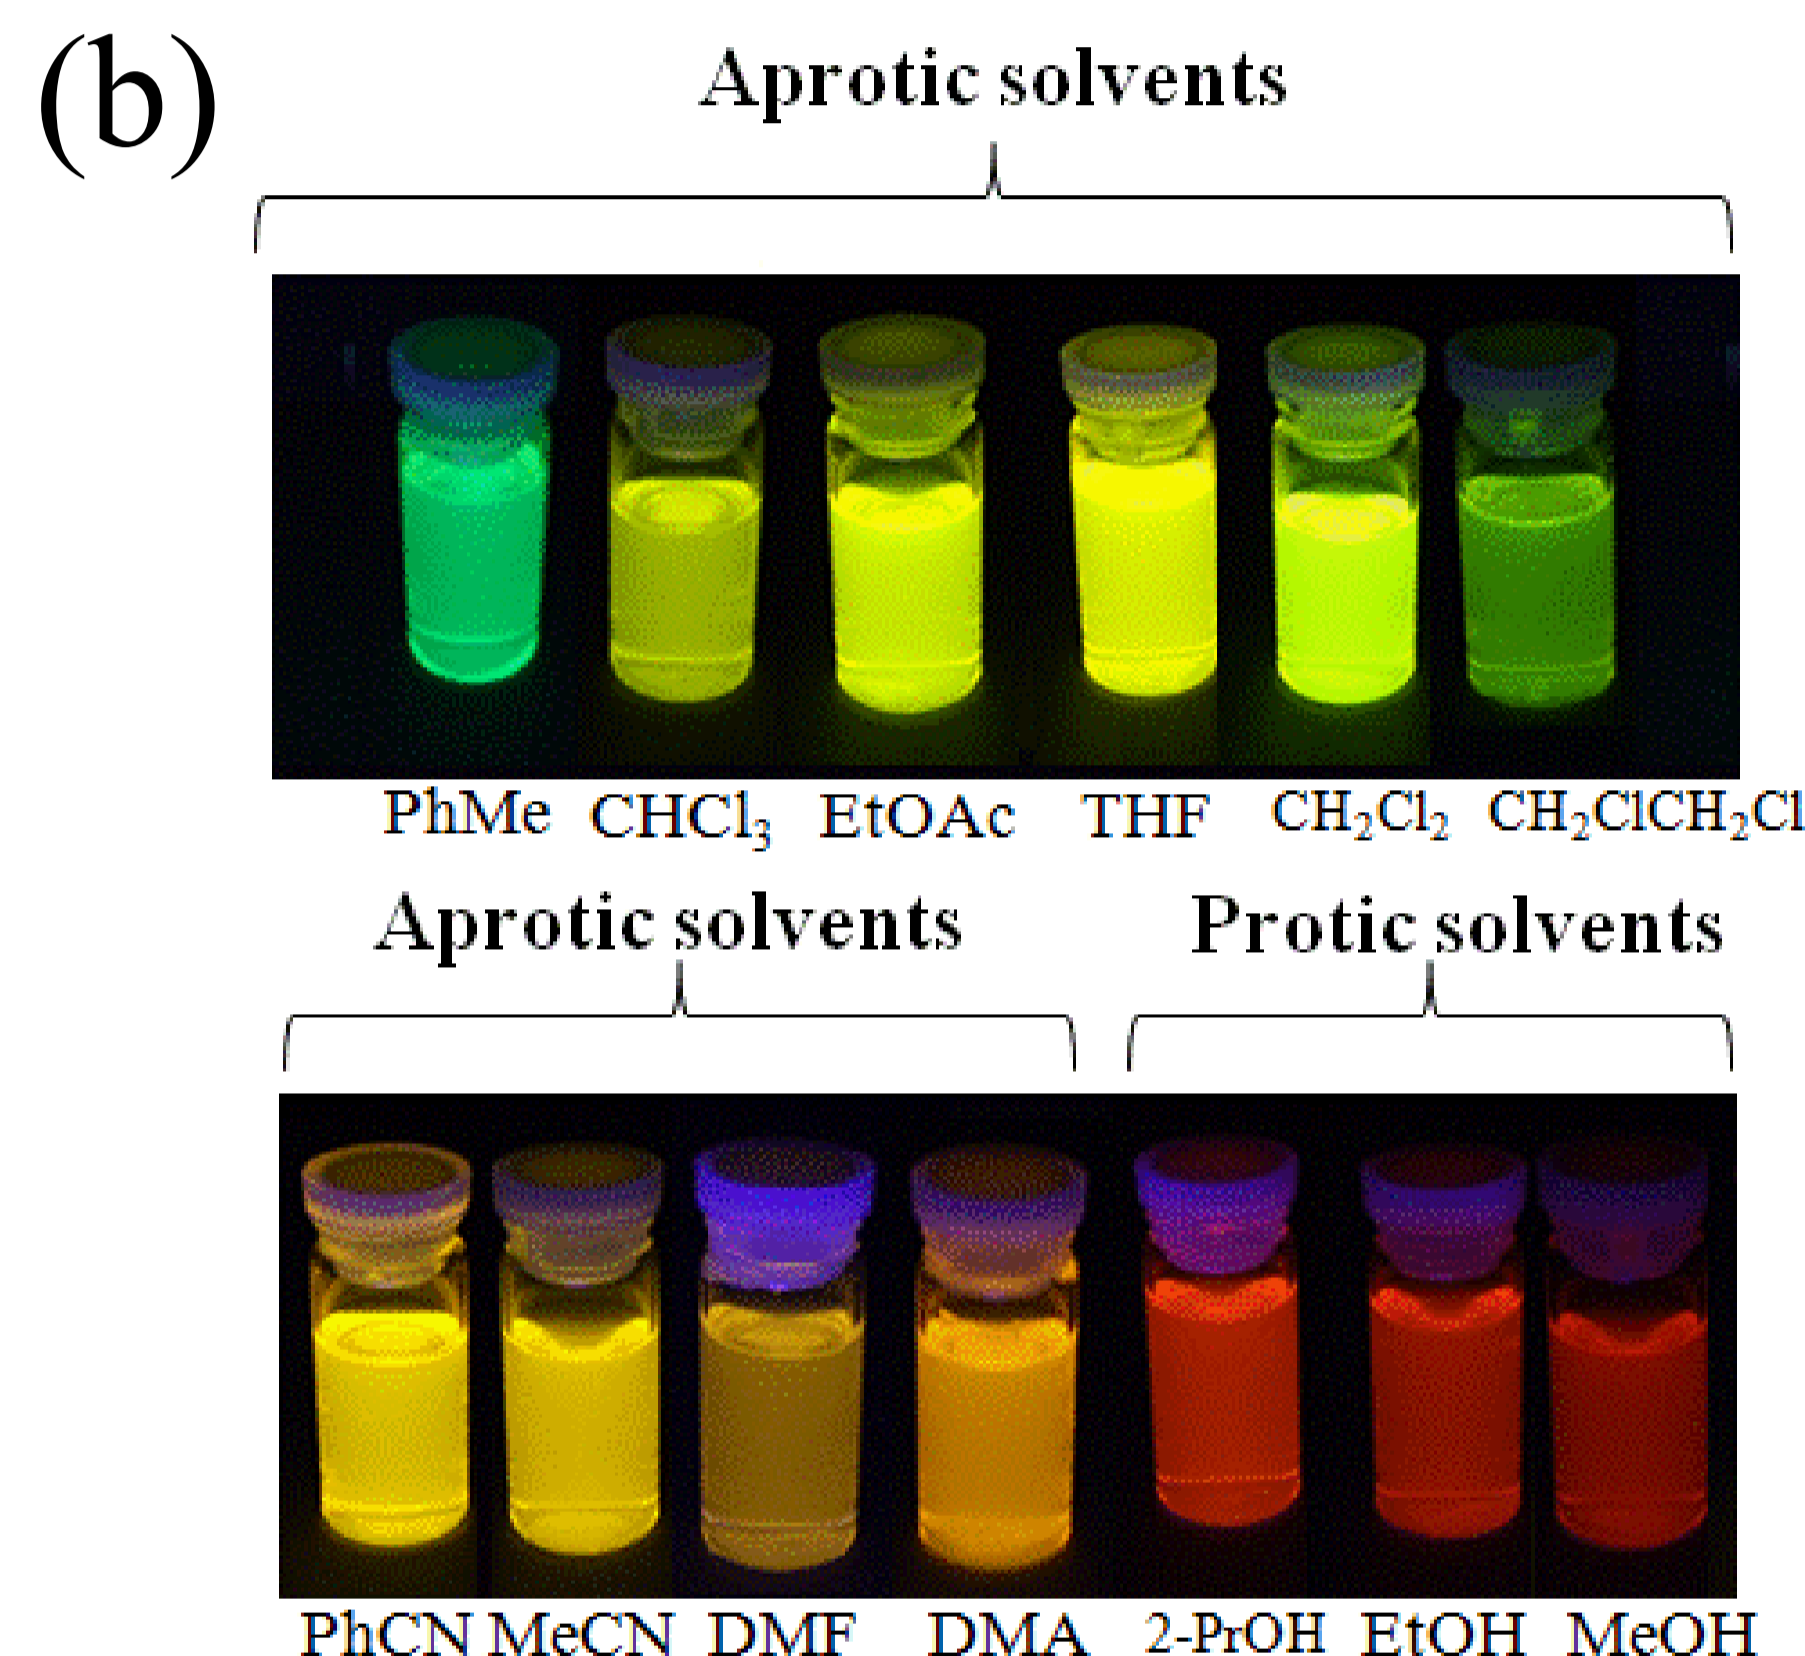 (b)
Aprotic solvents
PhMe CHCl₃ EtOAc THF CH₂Cl₂ CH₂ClCH₂Cl
Aprotic solvents Protic solvents
PhCN MeCN DMF DMA 2-PrOH EtOH MeOH